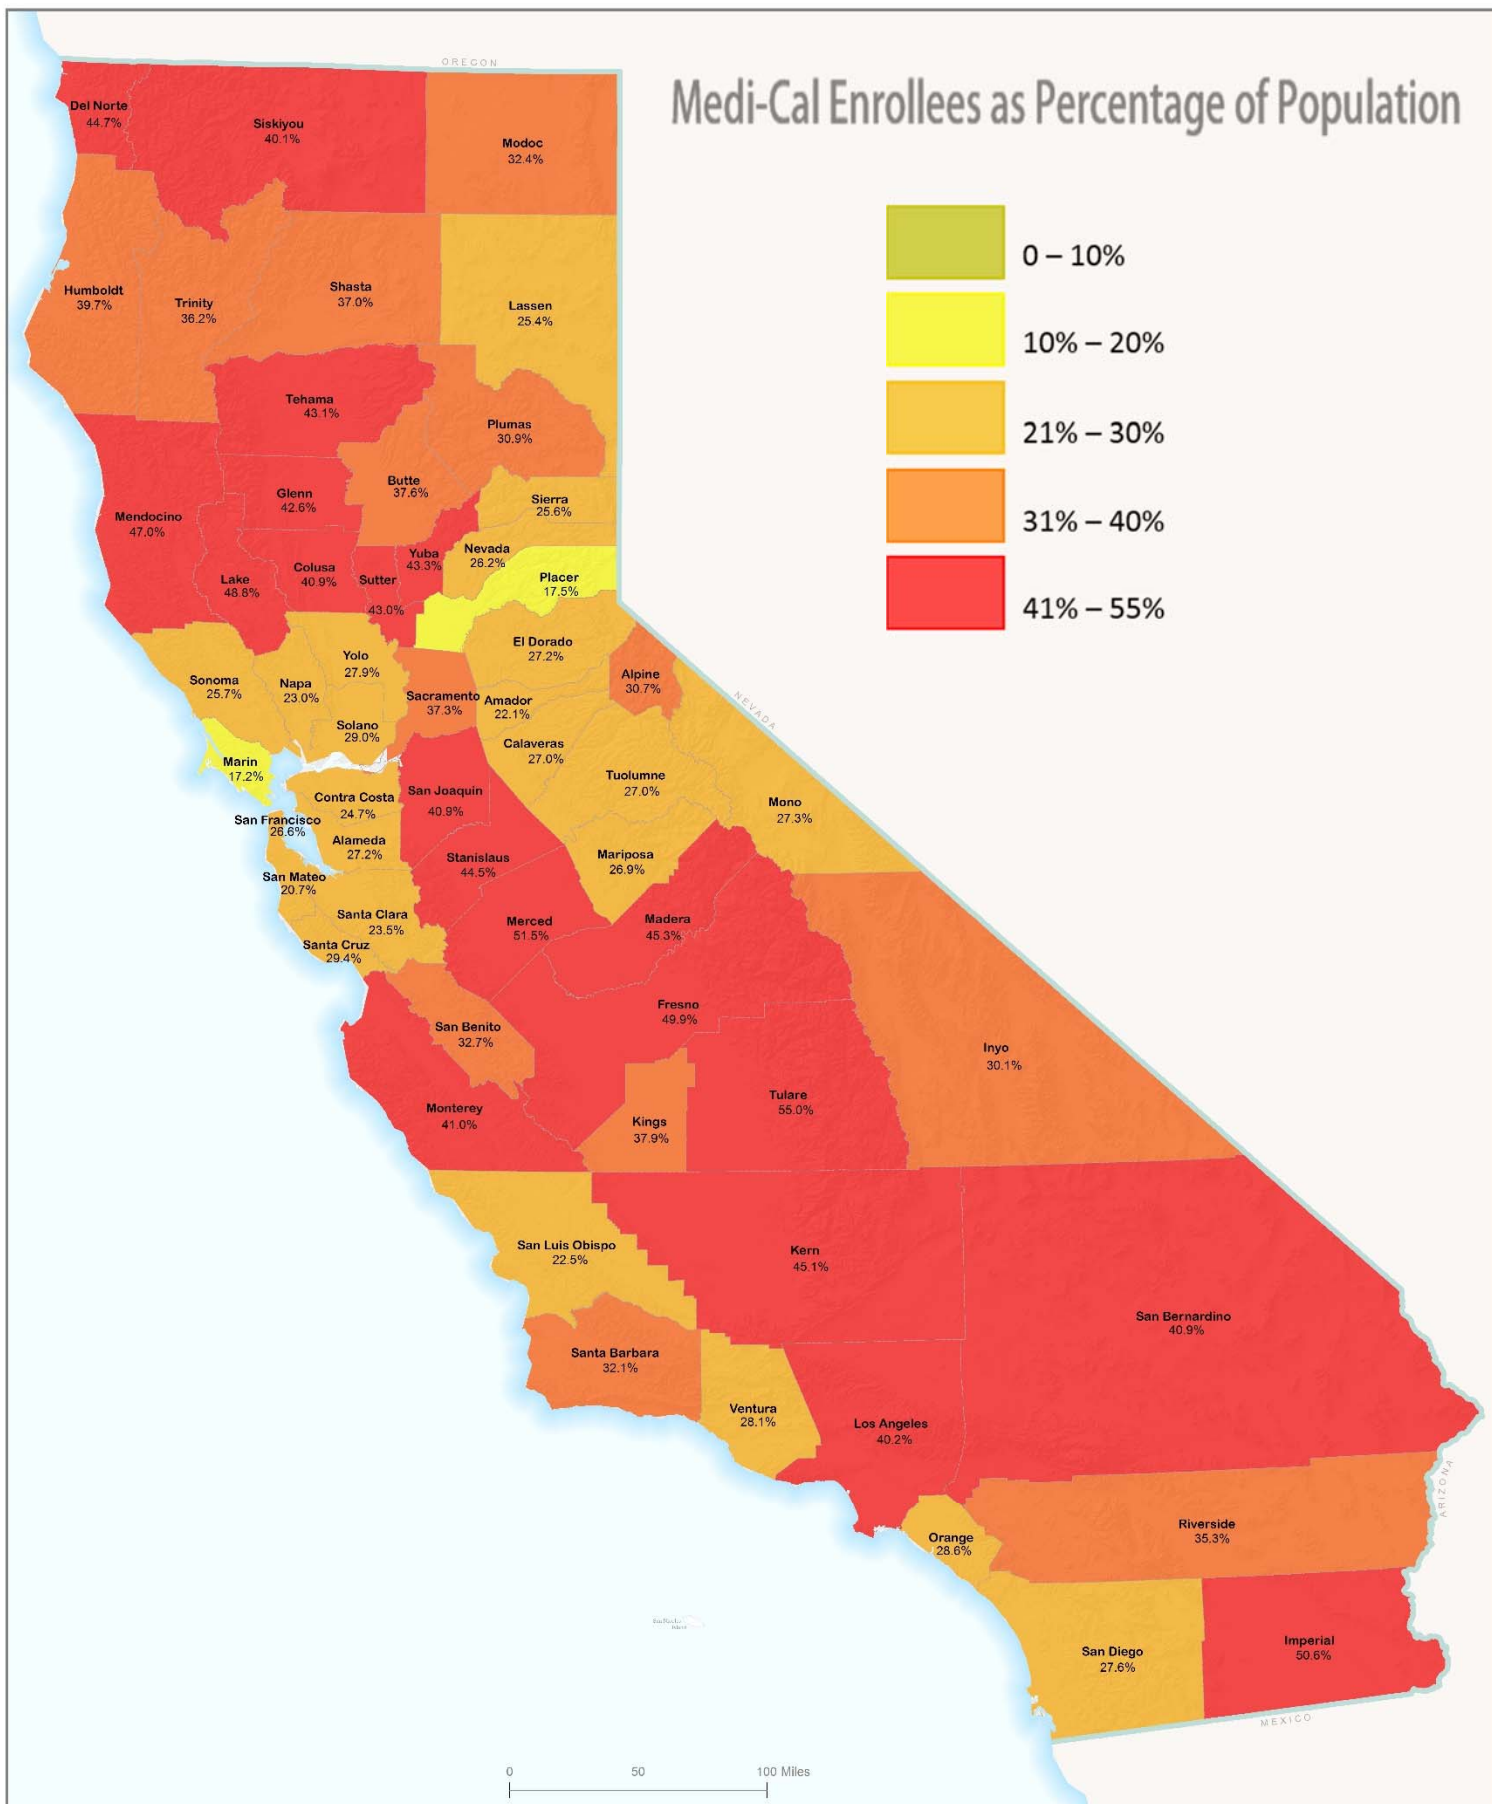 OREGON
Medi-Cal Enrollees as Percentage of Population
Del Norte
44.7%
Siskiyou
40.1%
Modoc
32.4%
0 – 10%
10% – 20%
21% – 30%
31% – 40%
41% – 55%
Humboldt
39.7%
Trinity
36.2%
Shasta
37.0%
Lassen
25.4%
Tehama
43.1%
Plumas
30.9%
Butte
37.6%
Glenn
42.6%
Mendocino
47.0%
Sierra
25.6%
Nevada
26.2%
Yuba
43.3%
Colusa
40.9%
Lake
48.8%
Sutter
43.0%
Placer
17.5%
El Dorado
27.2%
Yolo
27.9%
Napa
23.0%
Sonoma
25.7%
Sacramento
37.3%
Amador
22.1%
Alpine
30.7%
NEVADA
Solano
29.0%
Calaveras
27.0%
Marin
17.2%
Tuolumne
27.0%
Mono
27.3%
Contra Costa
24.7%
San Joaquin
40.9%
San Francisco
26.6%
Alameda
27.2%
Stanislaus
44.5%
Mariposa
26.9%
San Mateo
20.7%
Santa Clara
23.5%
Merced
51.5%
Madera
45.3%
Santa Cruz
29.4%
Fresno
49.9%
San Benito
32.7%
Inyo
30.1%
Tulare
55.0%
Monterey
41.0%
Kings
37.9%
San Luis Obispo
22.5%
Kern
45.1%
San Bernardino
40.9%
Santa Barbara
32.1%
Ventura
28.1%
Los Angeles
40.2%
ARIZONA
Orange
28.6%
Riverside
35.3%
San Diego
27.6%
Imperial
50.6%
MEXICO
0 50 100 Miles